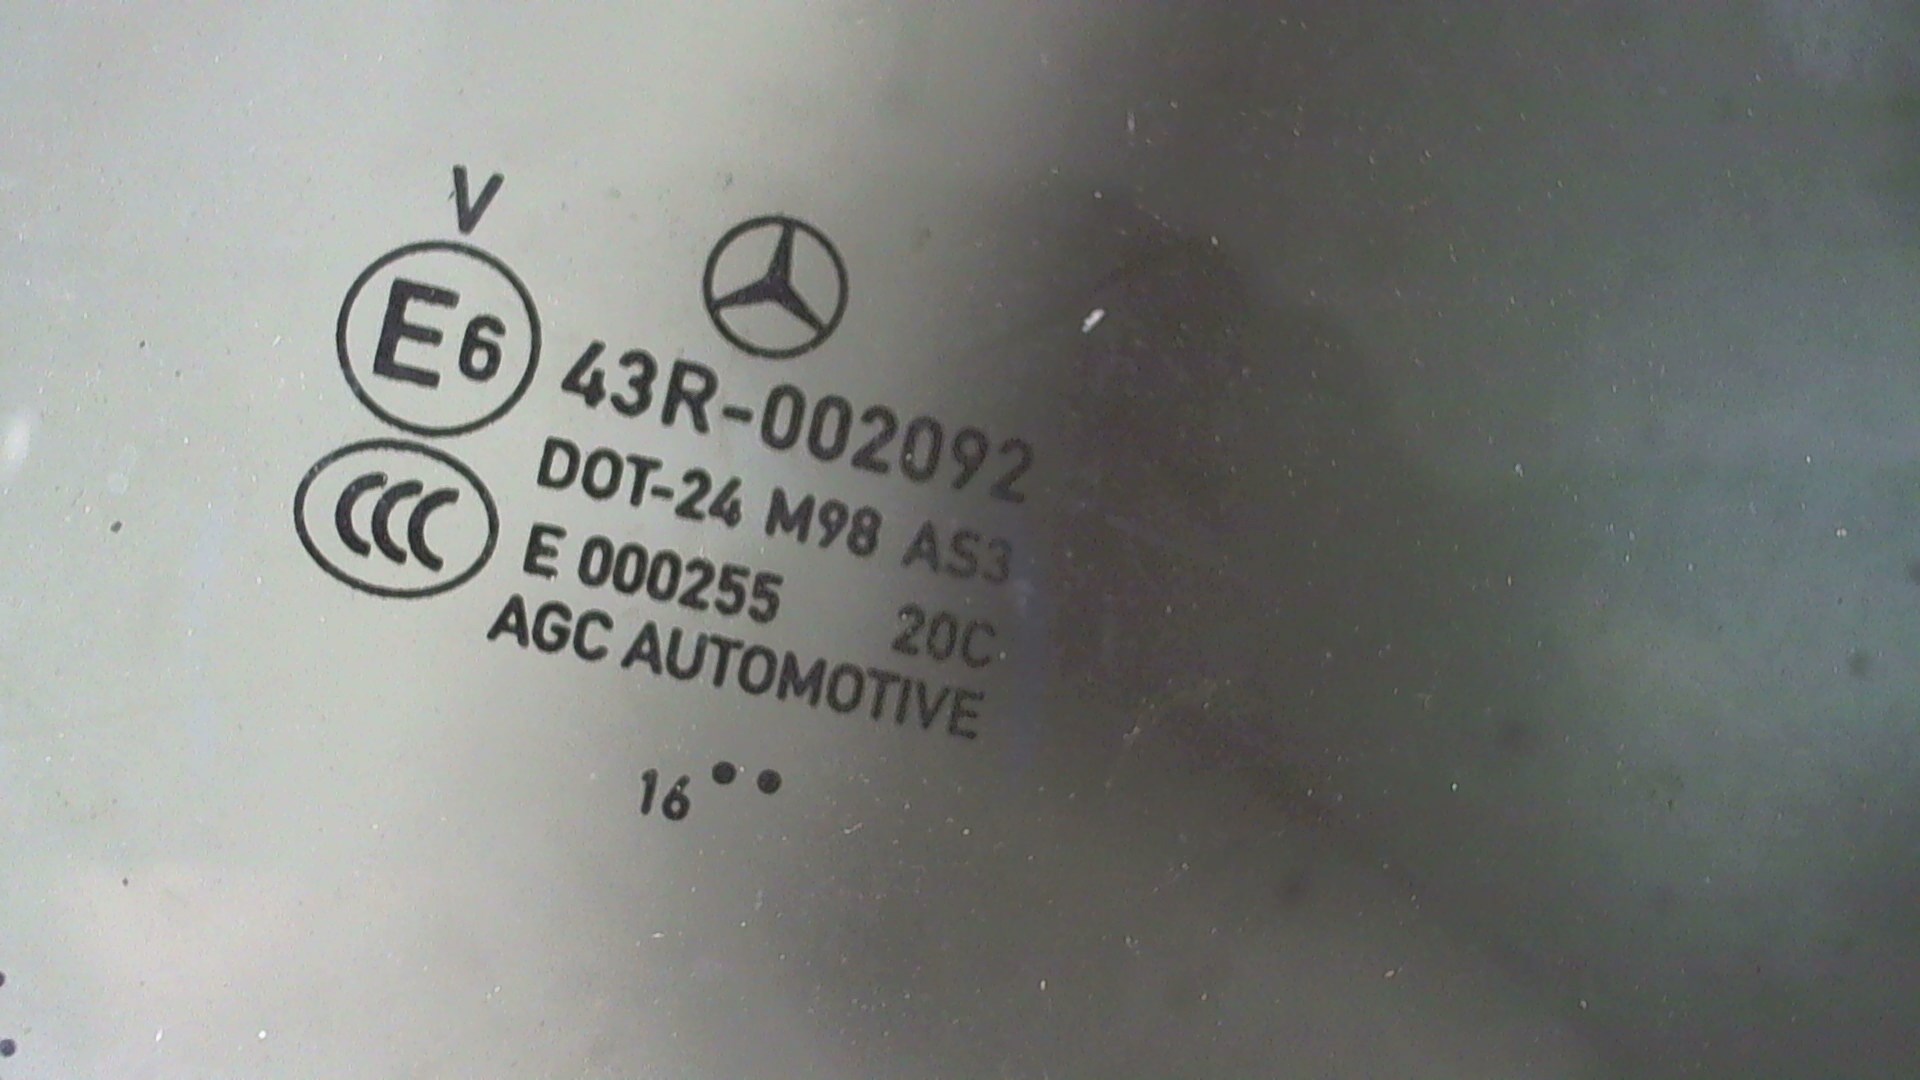 V
E6
43R-002092
CCC
DOT-24 M98 AS3
E 000255 20C
AGC AUTOMOTIVE
16 • •